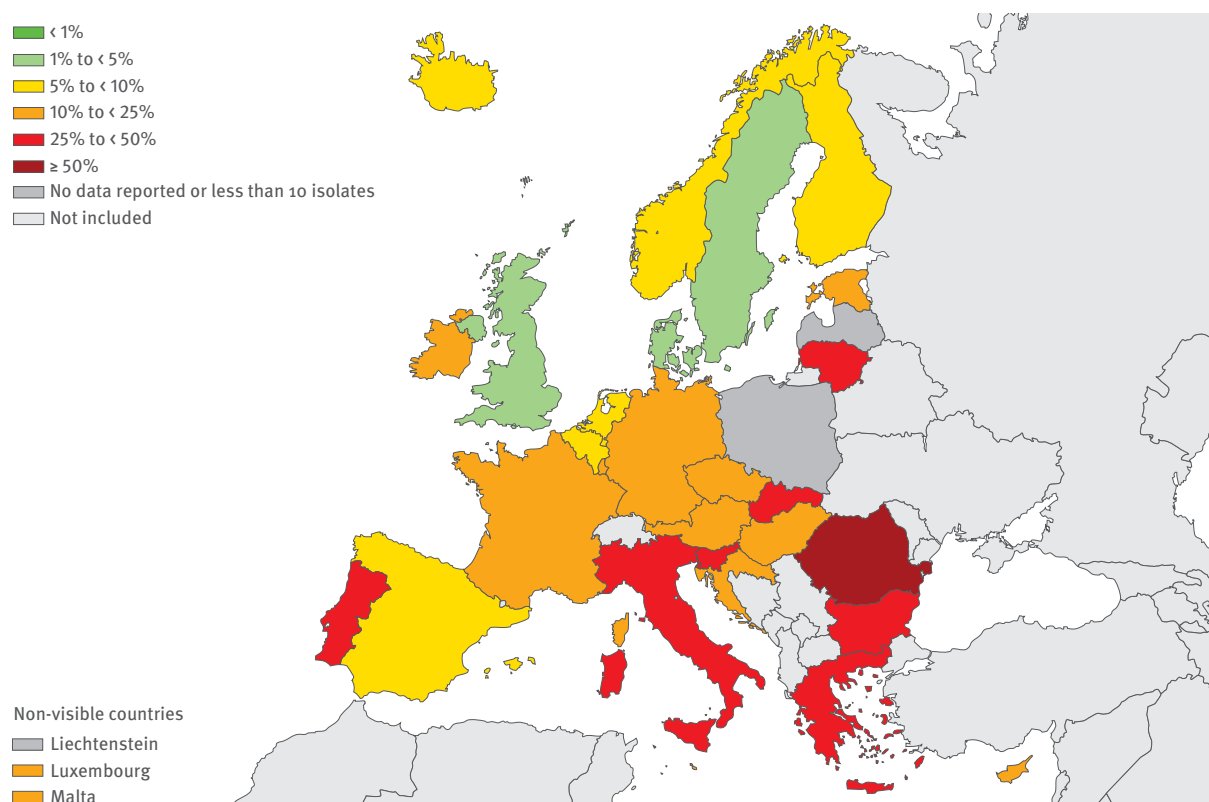 < 1%
1% to < 5%
5% to < 10%
10% to < 25%
25% to < 50%
≥ 50%
No data reported or less than 10 isolates
Not included
Non-visible countries
Liechtenstein
Luxembourg
Malta